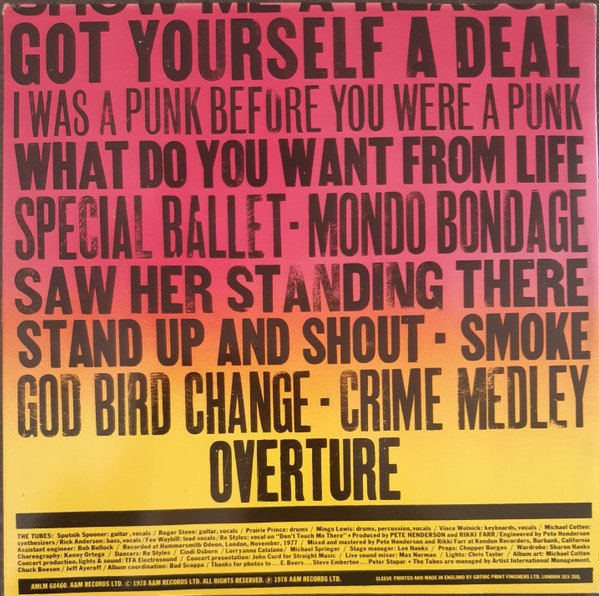 SHOW ME A REASON
GOT YOURSELF A DEAL
I WAS A PUNK BEFORE YOU WERE A PUNK
WHAT DO YOU WANT FROM LIFE
SPECIAL BALLET - MONDO BONDAGE
SAW HER STANDING THERE
STAND UP AND SHOUT - SMOKE
GOD BIRD CHANGE - CRIME MEDLEY
OVERTURE
THE TUBES: Sputnik Spooner: guitar, vocals / Roger Steen: guitar, vocals / Prairie Prince: drums / Mingo Lewis: drums, percussion, vocals / Vince Welnick: keyboards, vocals / Michael Cotten:
synthesizers / Rick Anderson: bass, vocals / Fee Waybill: lead vocals / Re Styles: vocal on "Don't Touch Me There" • Produced by PETE HENDERSON and RIKKI FARR / Engineered by Pete Henderson
Assistant engineer: Bob Bullock / Recorded at Hammersmith Odeon, London, November, 1977 / Mixed and mastered by Pete Henderson and Rikki Farr at Kendun Recorders, Burbank, California
Choreography: Kenny Ortega / Dancers: Re Styles / Cindi Osborn / Lorryanna Catalano / Michael Springer / Stage manager: Lee Hanks / Props: Chopper Borges / Wardrobe: Sharon Hanks
Concert production, lights & sound: TFA Electrosound / Concert presentation: John Curd for Straight Music / Live sound mixer: Max Norman / Lights: Chris Taylor / Album art: Michael Cotten
Chuck Beeson / Jeff Ayeroff / Album coordination: Bud Scoppa / Thanks for photos to . . . E. Beers . . . Steve Emberton . . . Peter Stupar • The Tubes are managed by Artist International Management.
AMLM 68460. A&M RECORDS LTD. © 1978 A&M RECORDS LTD. ALL RIGHTS RESERVED. ℗ 1978 A&M RECORDS LTD. SLEEVE PRINTED AND MADE IN ENGLAND BY GOTHIC PRINT FINISHERS LTD. LONDON SE9 2EQ.